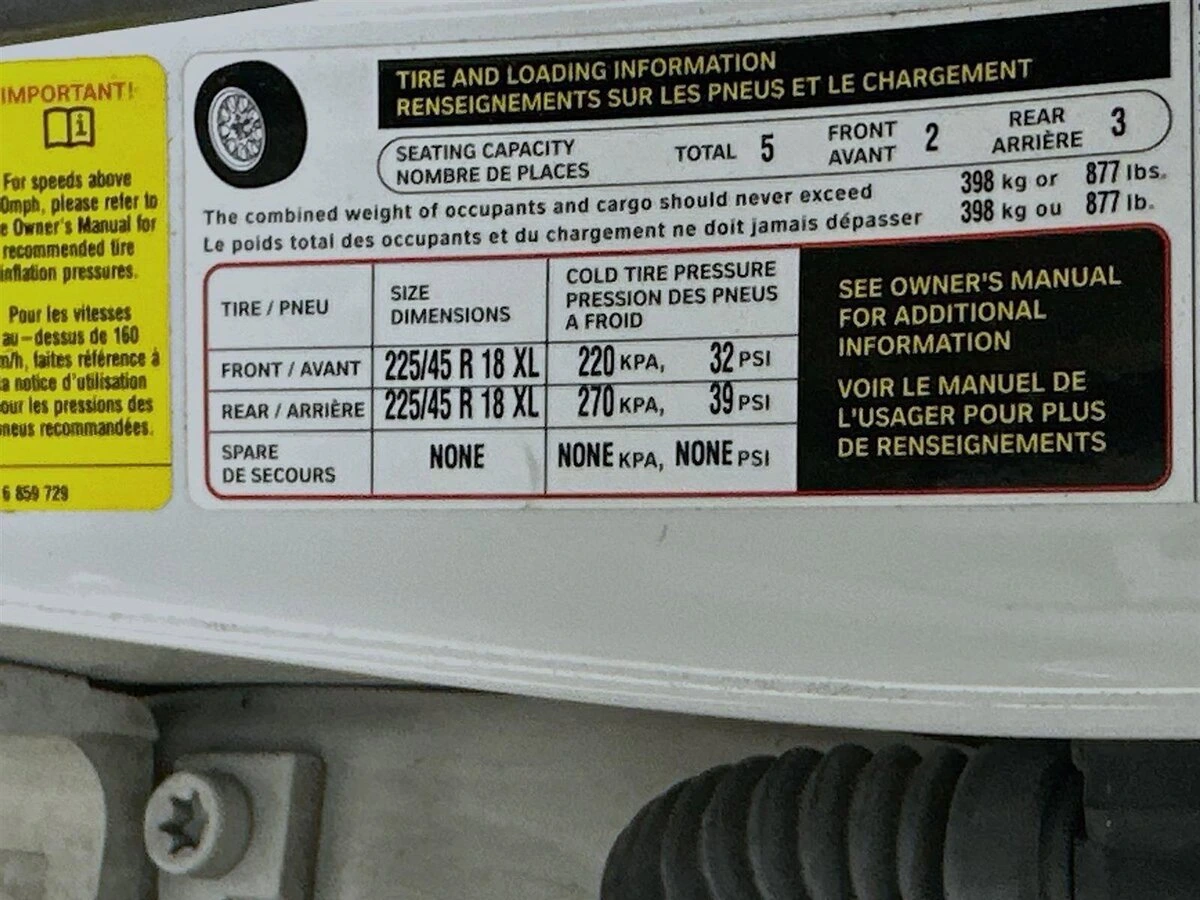 IMPORTANT!
For speeds above
0mph, please refer to
e Owner's Manual for
recommended tire
inflation pressures.
Pour les vitesses
au-dessus de 160
m/h, faites référence à
a notice d'utilisation
our les pressions des
neus recommandées.
6 859 729
TIRE AND LOADING INFORMATION
RENSEIGNEMENTS SUR LES PNEUS ET LE CHARGEMENT
SEATING CAPACITY
NOMBRE DE PLACES
TOTAL 5
FRONT
AVANT
2
REAR
ARRIÈRE
3
The combined weight of occupants and cargo should never exceed 398 kg or 877 lbs.
Le poids total des occupants et du chargement ne doit jamais dépasser 398 kg ou 877 lb.
TIRE / PNEU
SIZE
DIMENSIONS
COLD TIRE PRESSURE
PRESSION DES PNEUS
A FROID
FRONT / AVANT 225/45 R 18 XL 220 KPA, 32 PSI
REAR / ARRIÈRE 225/45 R 18 XL 270 KPA, 39 PSI
SPARE
DE SECOURS
NONE
NONE KPA, NONE PSI
SEE OWNER'S MANUAL
FOR ADDITIONAL
INFORMATION
VOIR LE MANUEL DE
L'USAGER POUR PLUS
DE RENSEIGNEMENTS